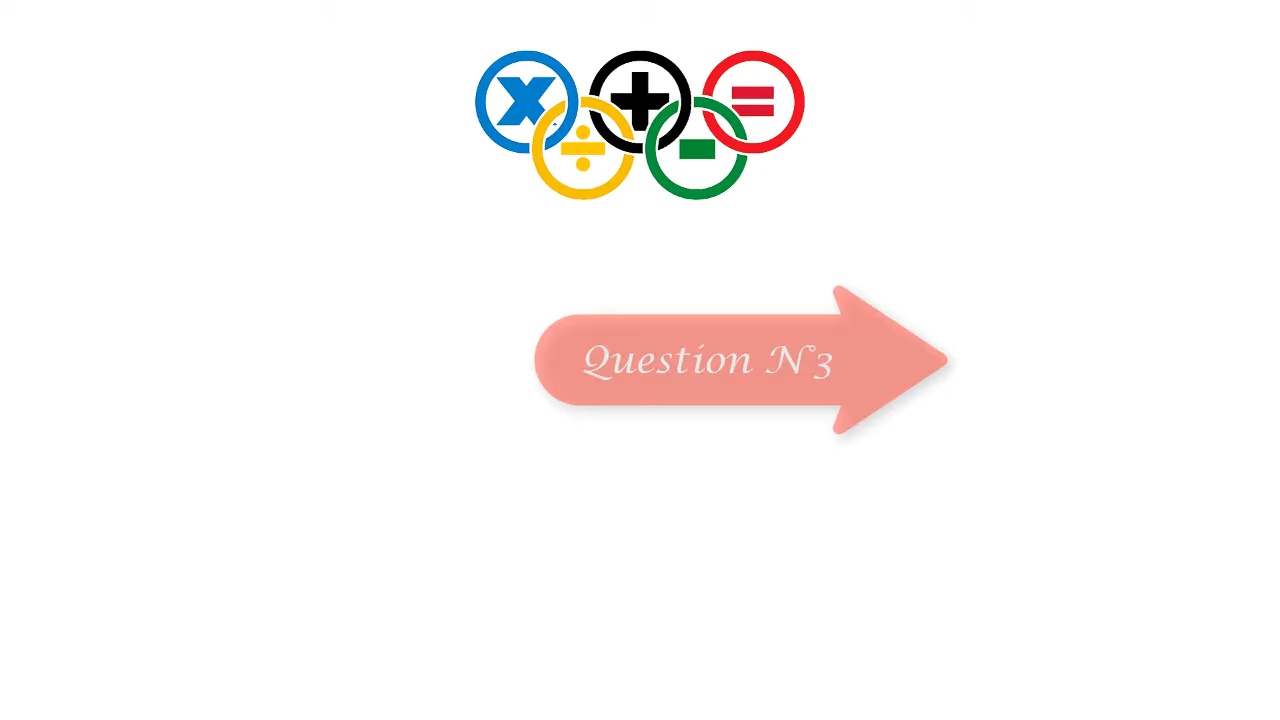 x + =
÷ -
Question N°3